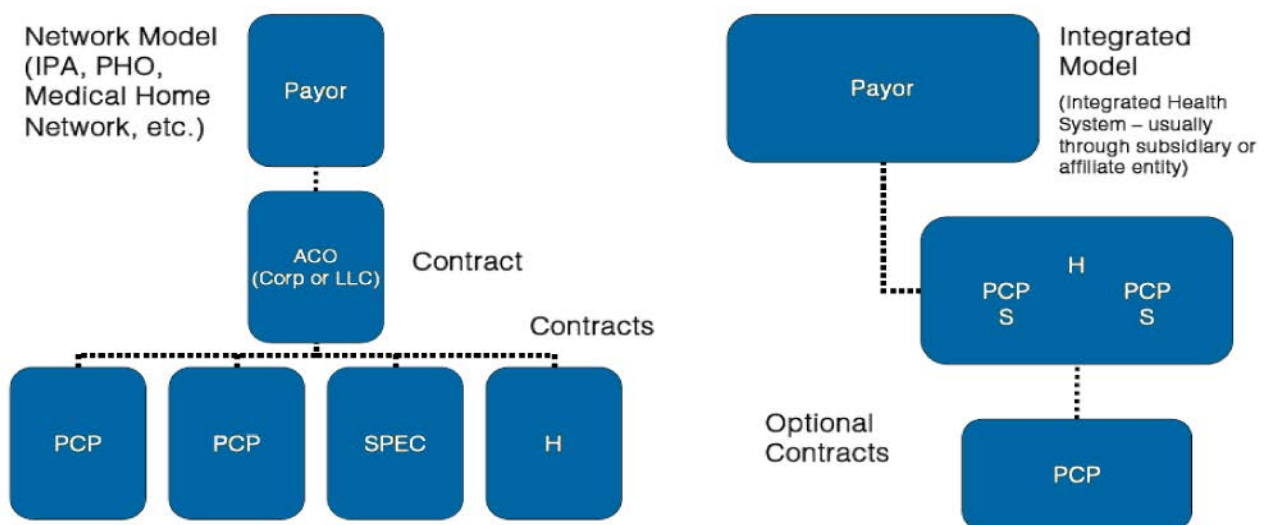 Network Model
(IPA, PHO,
Medical Home
Network, etc.)
Payor
ACO
(Corp or LLC)
Contract
Contracts
PCP
PCP
SPEC
H
Payor
Integrated
Model
(Integrated Health
System – usually
through subsidiary or
affiliate entity)
H
PCP
S
PCP
S
Optional
Contracts
PCP